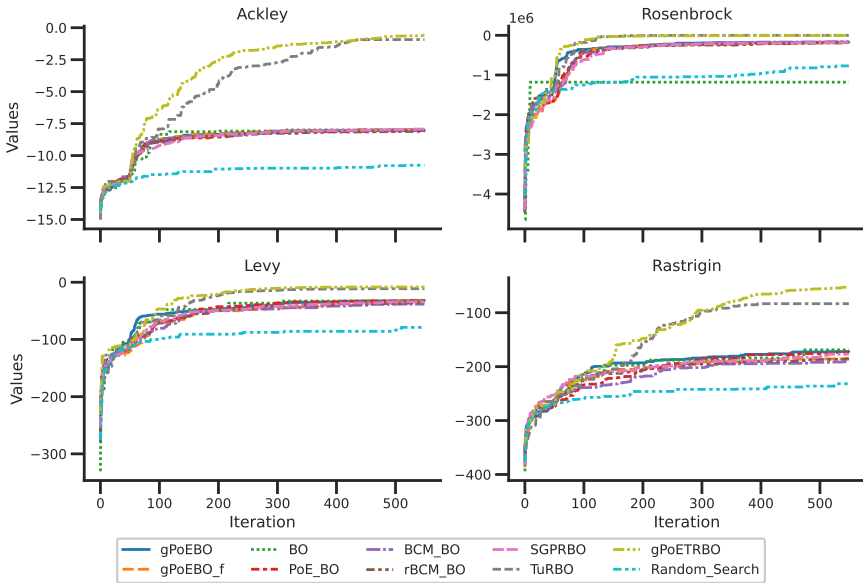 Ackley
Rosenbrock
1e6
0.0
−2.5
−5.0
−7.5
−10.0
−12.5
−15.0
Values
0
−1
−2
−3
−4
Levy
Rastrigin
0
−100
−200
−300
Values
−100
−200
−300
−400
0 100 200 300 400 500
0 100 200 300 400 500
Iteration
Iteration
gPoEBO BO BCM_BO SGPRBO gPoETRBO
gPoEBO_f PoE_BO rBCM_BO TuRBO Random_Search